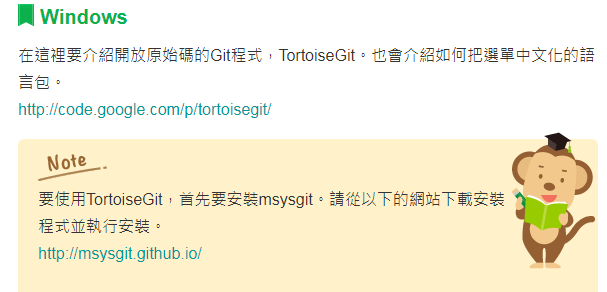 Windows
在這裡要介紹開放原始碼的Git程式，TortoiseGit。也會介紹如何把選單中文化的語
言包。
http://code.google.com/p/tortoisegit/
Note
要使用TortoiseGit，首先要安裝msysgit。請從以下的網站下載安裝
程式並執行安裝。
http://msysgit.github.io/